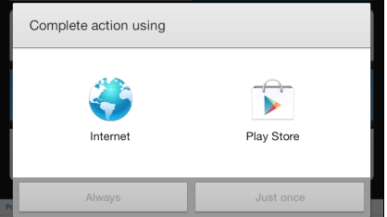 Complete action using
Internet
Play Store
Always
Just once